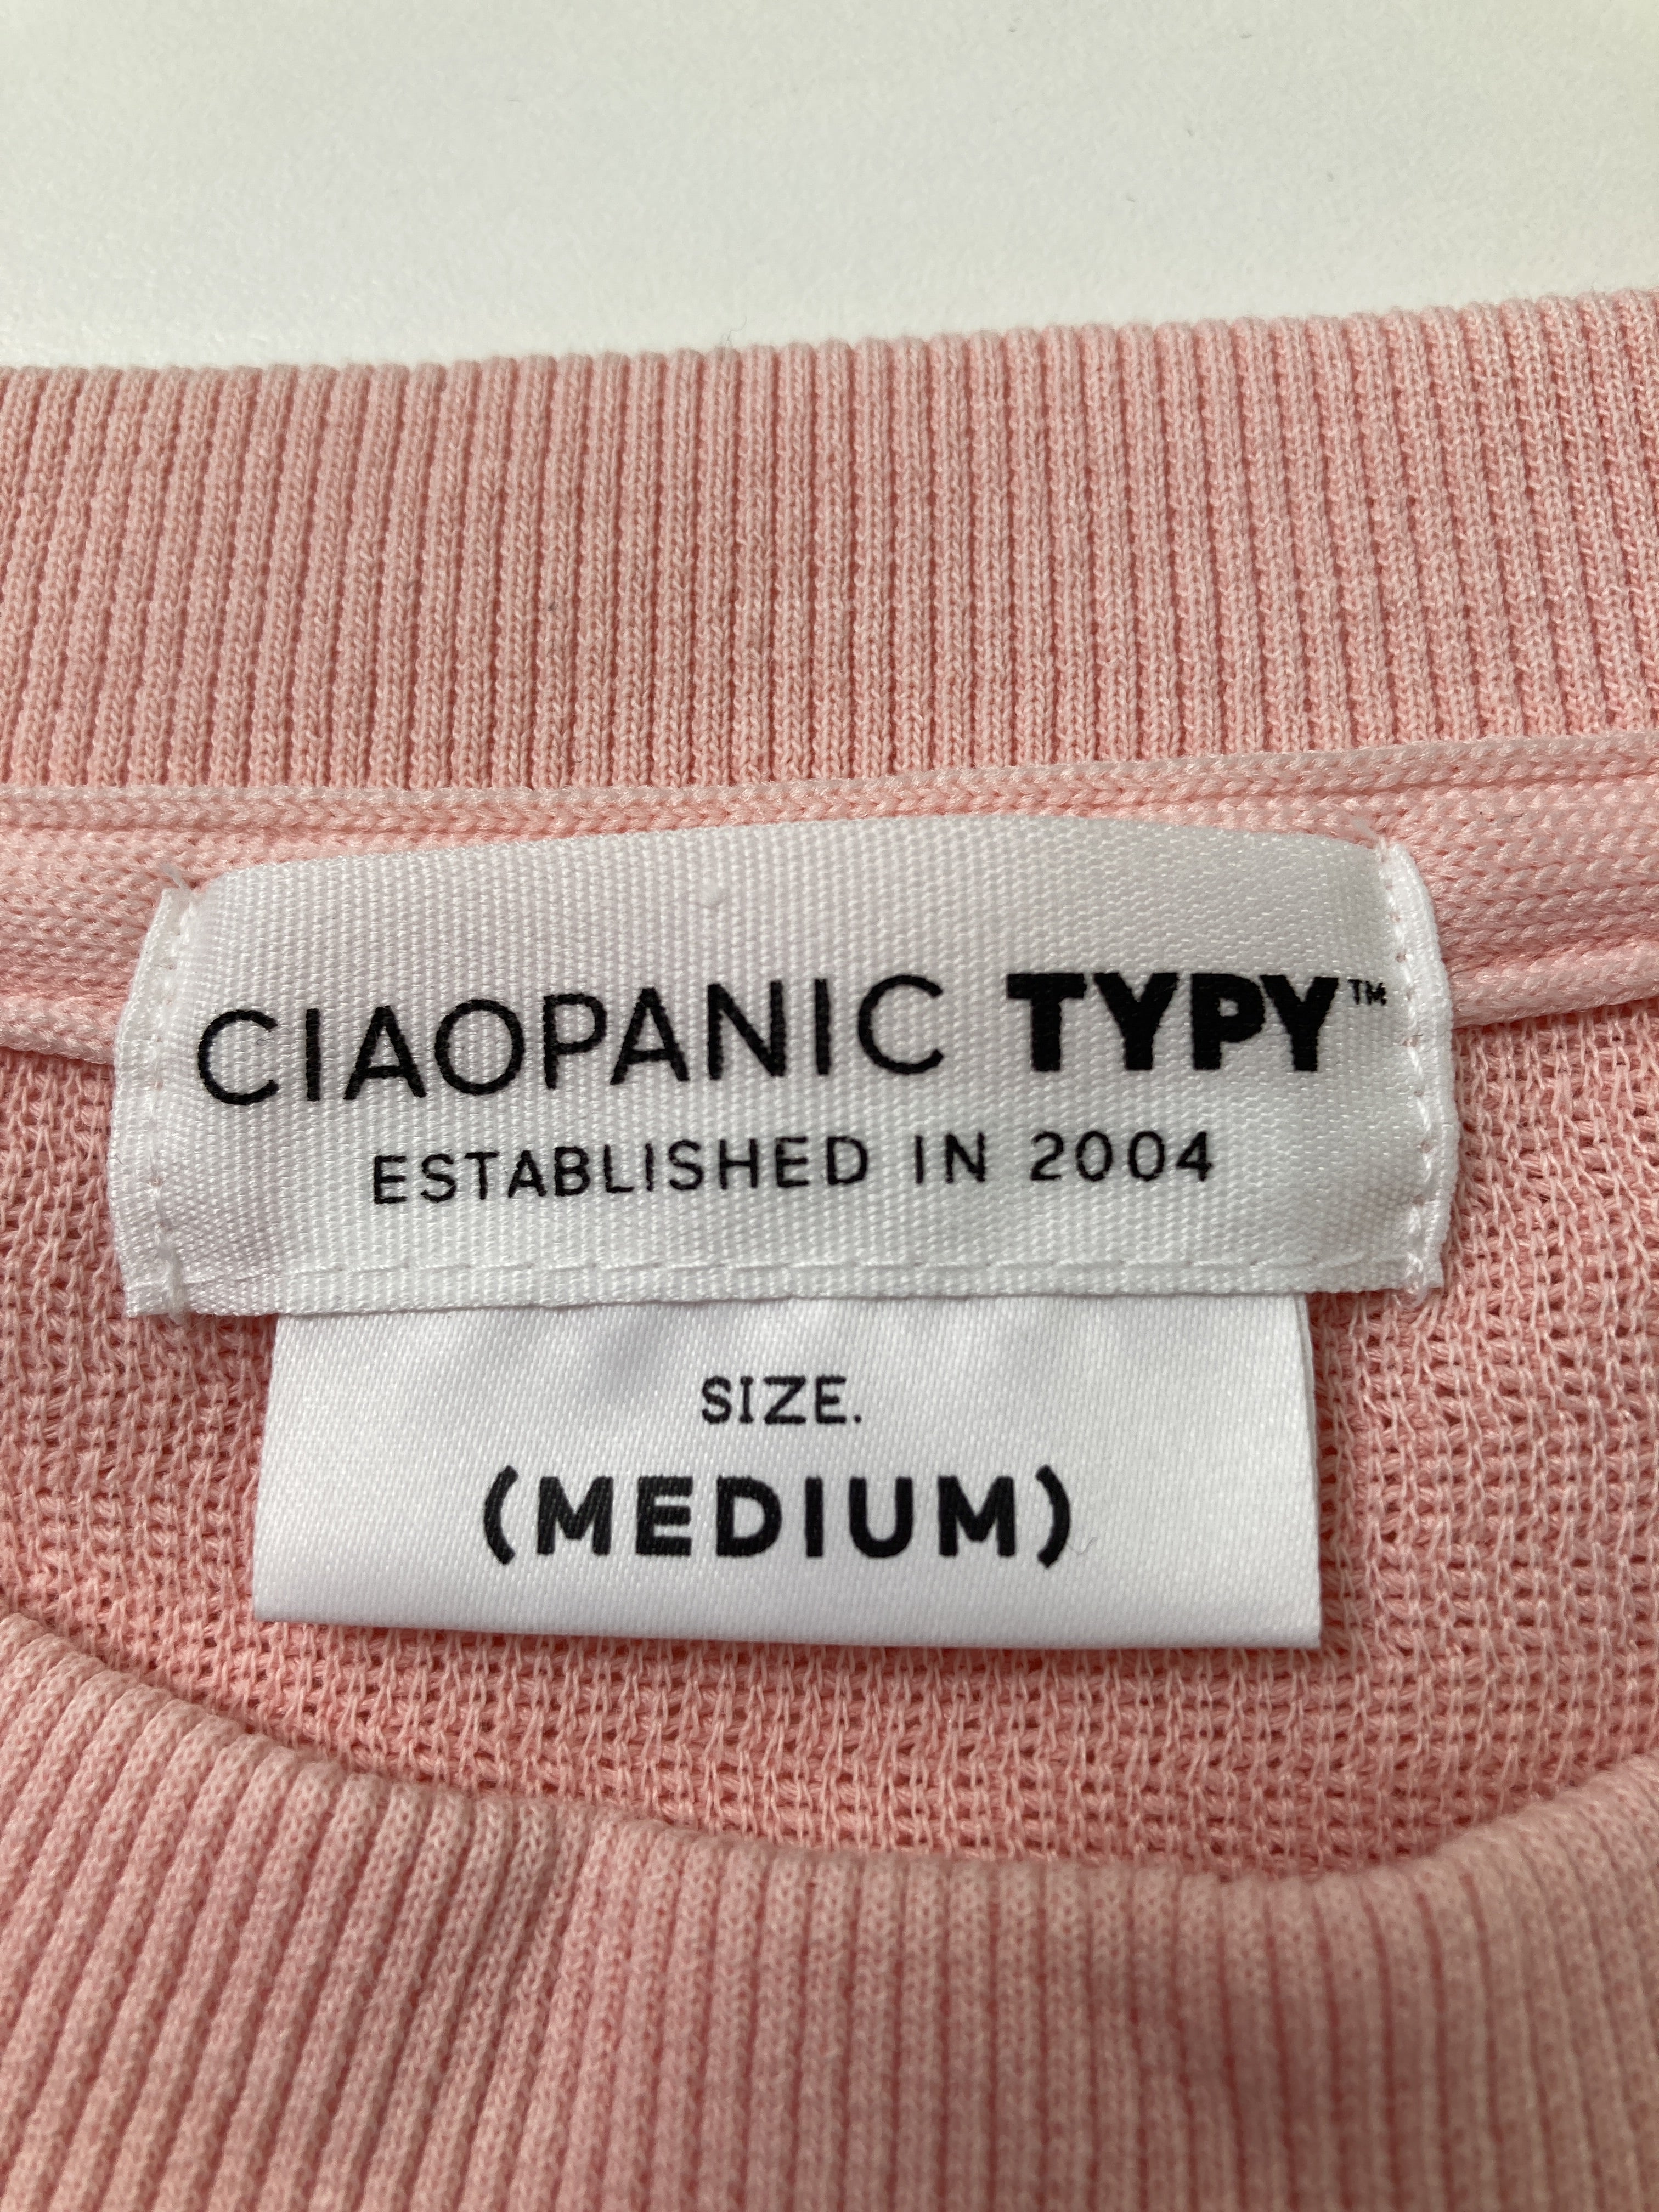 CIAOPANIC TYPY™
ESTABLISHED IN 2004
SIZE.
(MEDIUM)